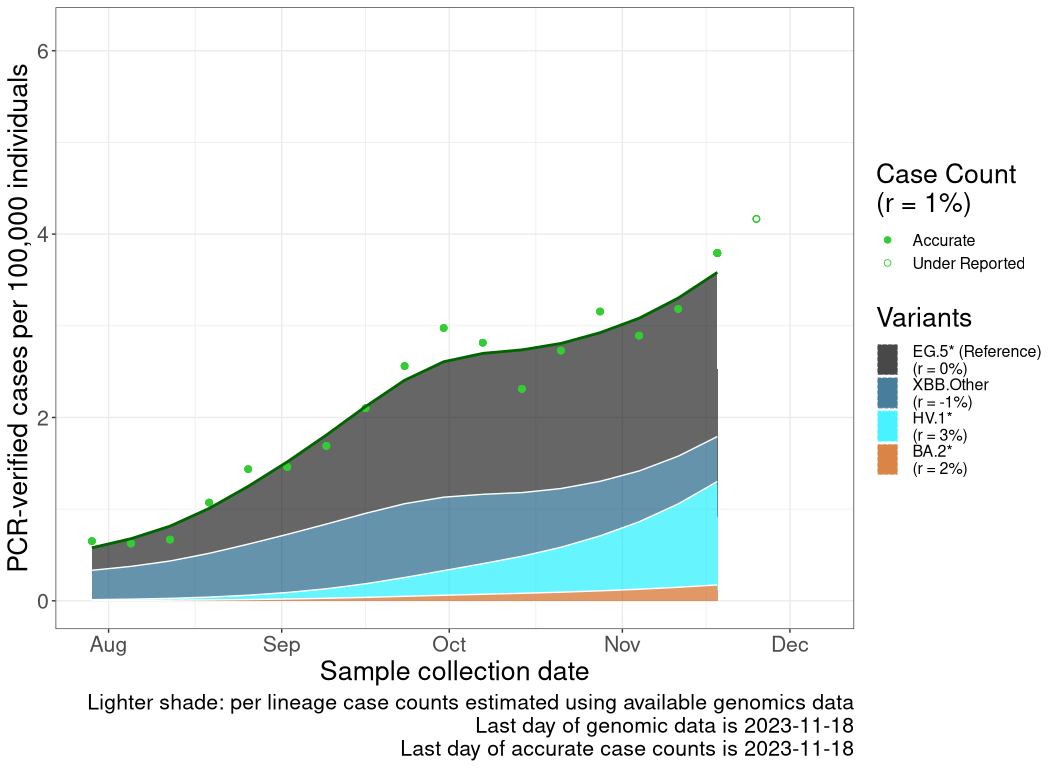 PCR-verified cases per 100,000 individuals
6
4
2
0
Aug Sep Oct Nov Dec
Sample collection date
Lighter shade: per lineage case counts estimated using available genomics data
Last day of genomic data is 2023-11-18
Last day of accurate case counts is 2023-11-18
Case Count
(r = 1%)
Accurate
Under Reported
Variants
EG.5* (Reference)
(r = 0%)
XBB.Other
(r = -1%)
HV.1*
(r = 3%)
BA.2*
(r = 2%)